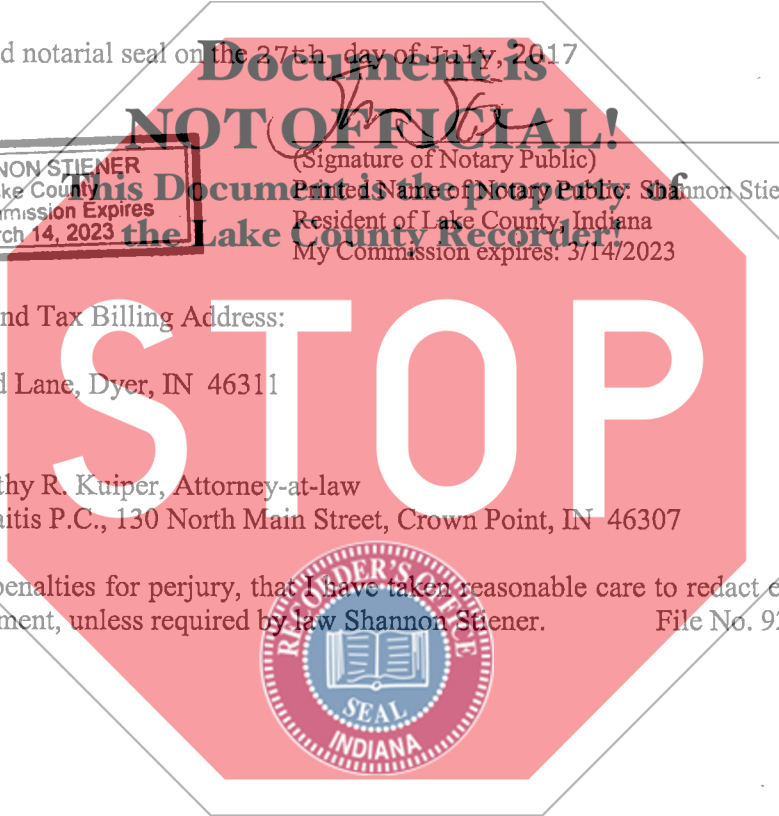 d notarial seal on the 27th day of July, 2017
Document is
NOT OFFICIAL!
This Document is the property of
the Lake County Recorder!
NON STIENER
ke County
mmission Expires
rch 14, 2023
(Signature of Notary Public)
Printed Name of Notary Public: Shannon Stie
Resident of Lake County, Indiana
My Commission expires: 3/14/2023
nd Tax Billing Address:
d Lane, Dyer, IN 46311
STOP
thy R. Kuiper, Attorney-at-law
aitis P.C., 130 North Main Street, Crown Point, IN 46307
penalties for perjury, that I have taken reasonable care to redact e
ment, unless required by law Shannon Stiener. File No. 92
RECORDER'S OFFICE
SEAL
INDIANA